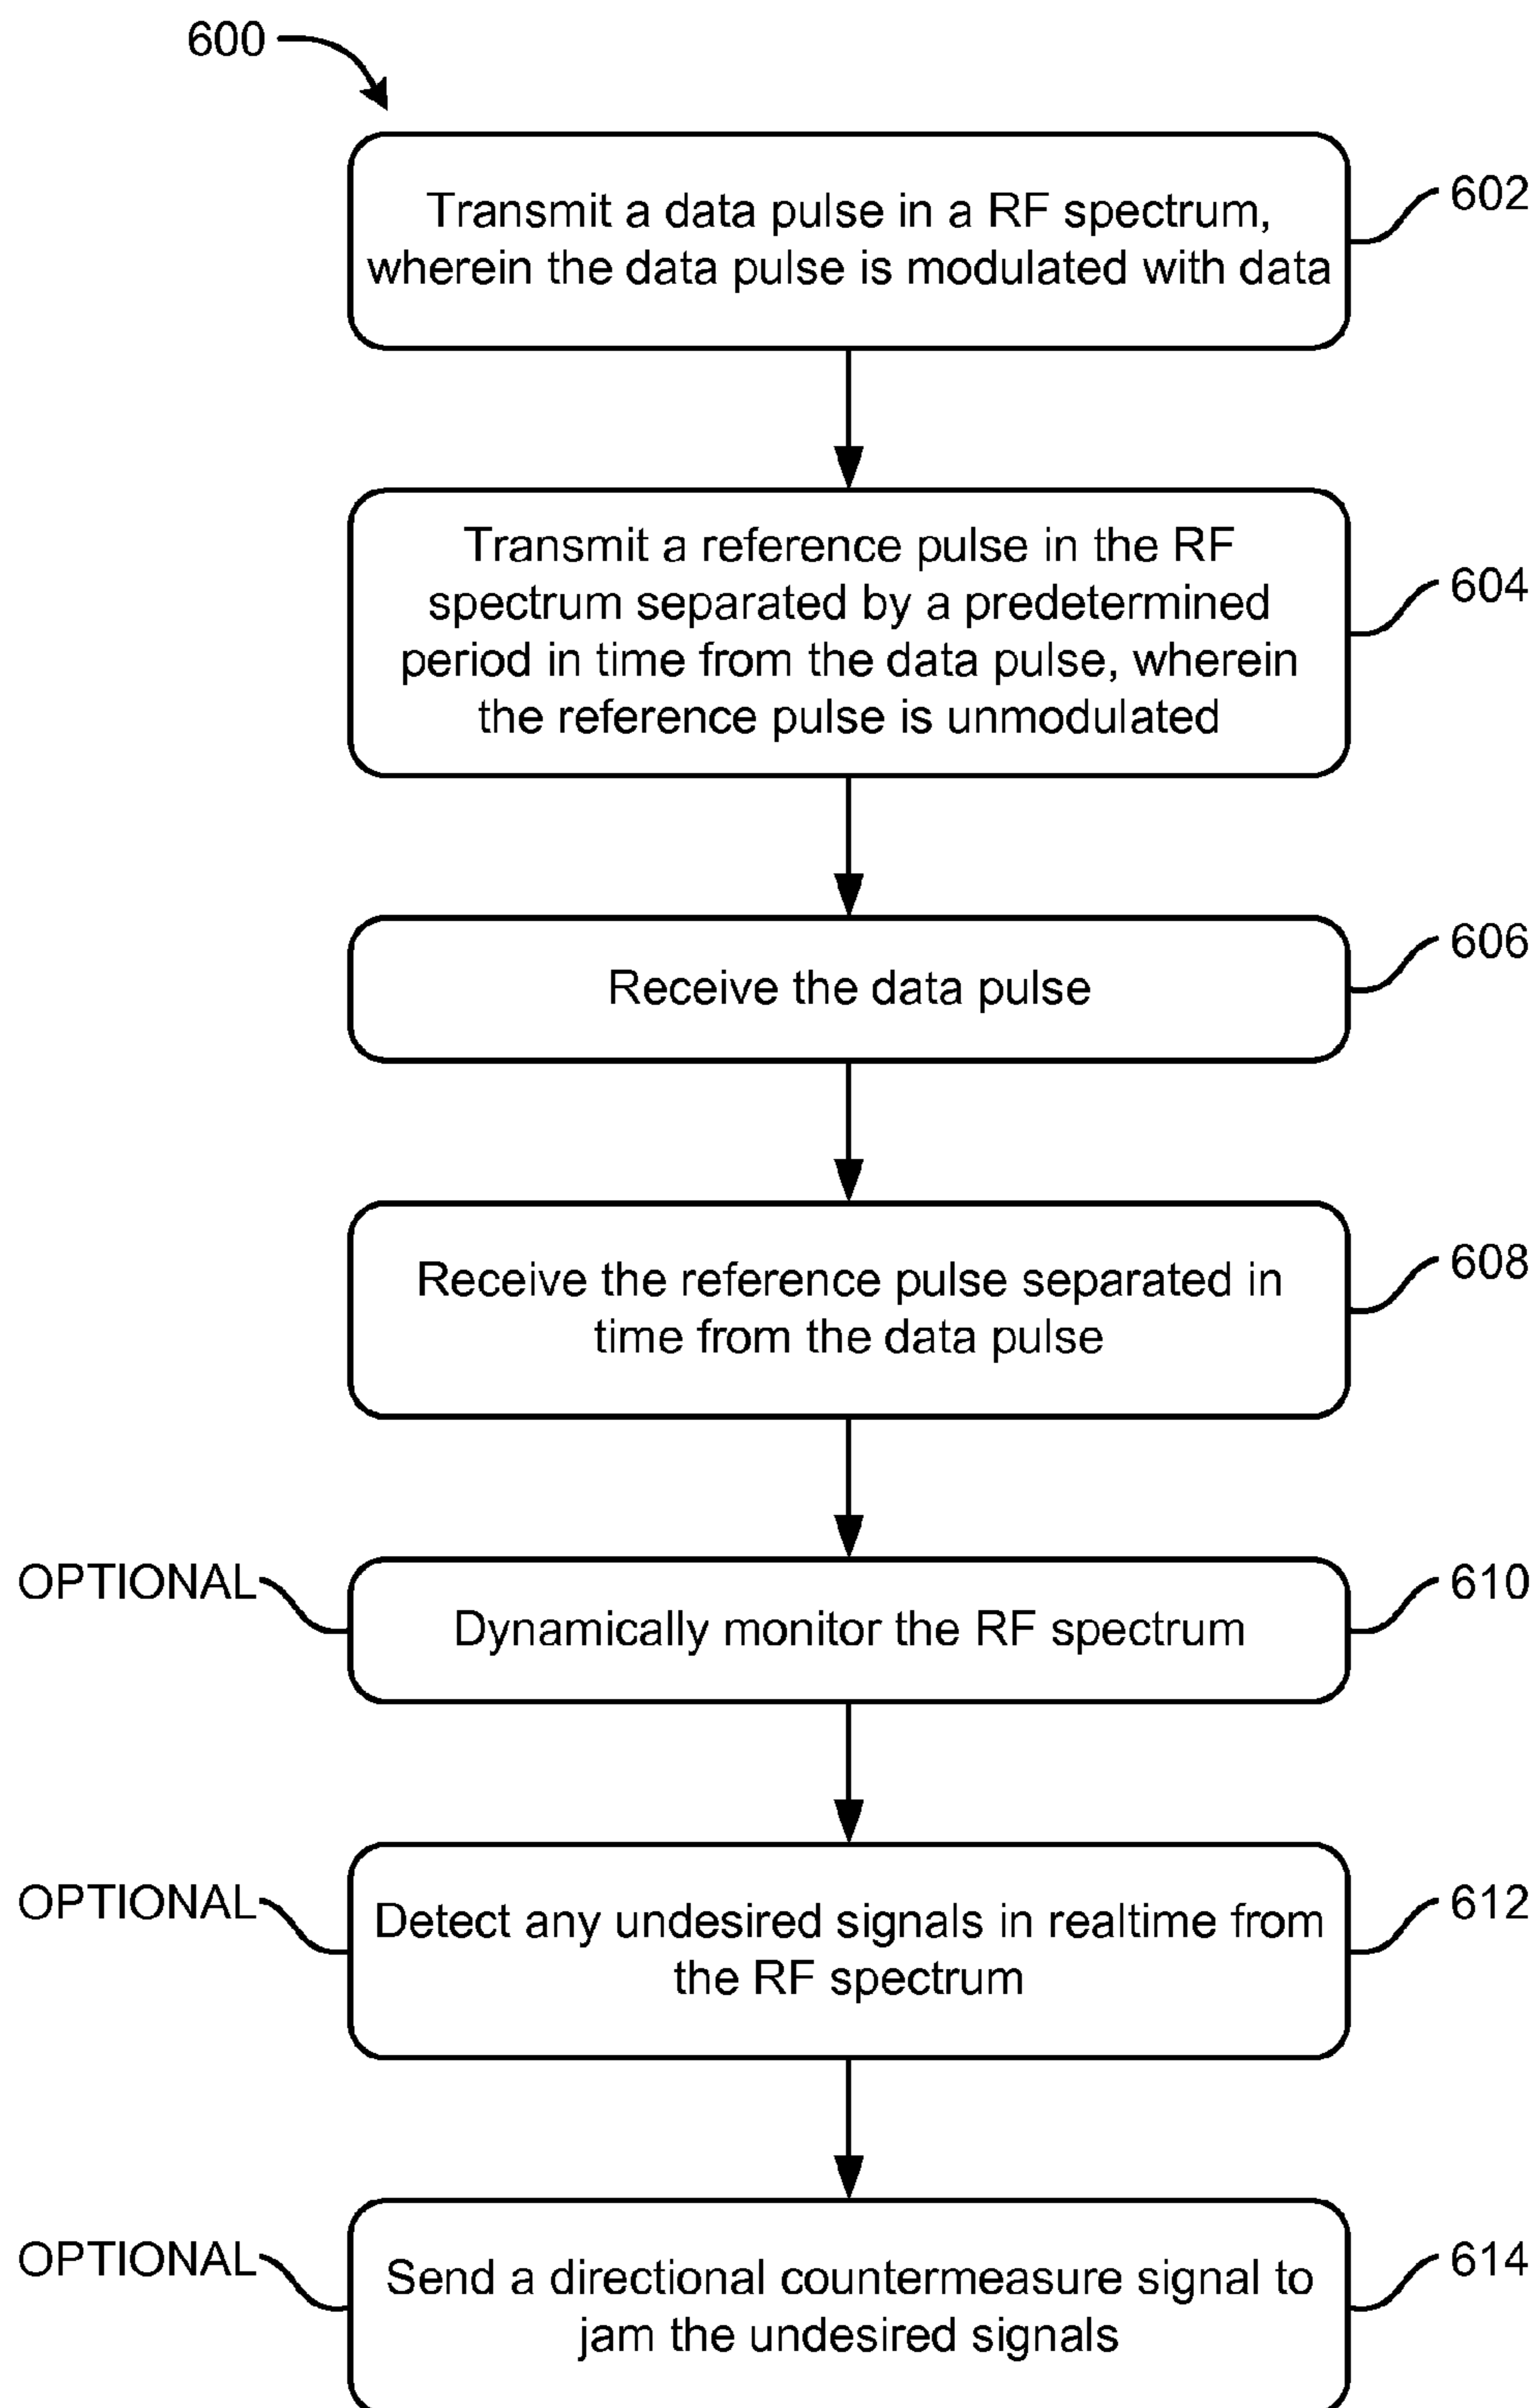 600
Transmit a data pulse in a RF spectrum,
wherein the data pulse is modulated with data
602
Transmit a reference pulse in the RF
spectrum separated by a predetermined
period in time from the data pulse, wherein
the reference pulse is unmodulated
604
Receive the data pulse
606
Receive the reference pulse separated in
time from the data pulse
608
OPTIONAL
Dynamically monitor the RF spectrum
610
OPTIONAL
Detect any undesired signals in realtime from
the RF spectrum
612
OPTIONAL
Send a directional countermeasure signal to
jam the undesired signals
614